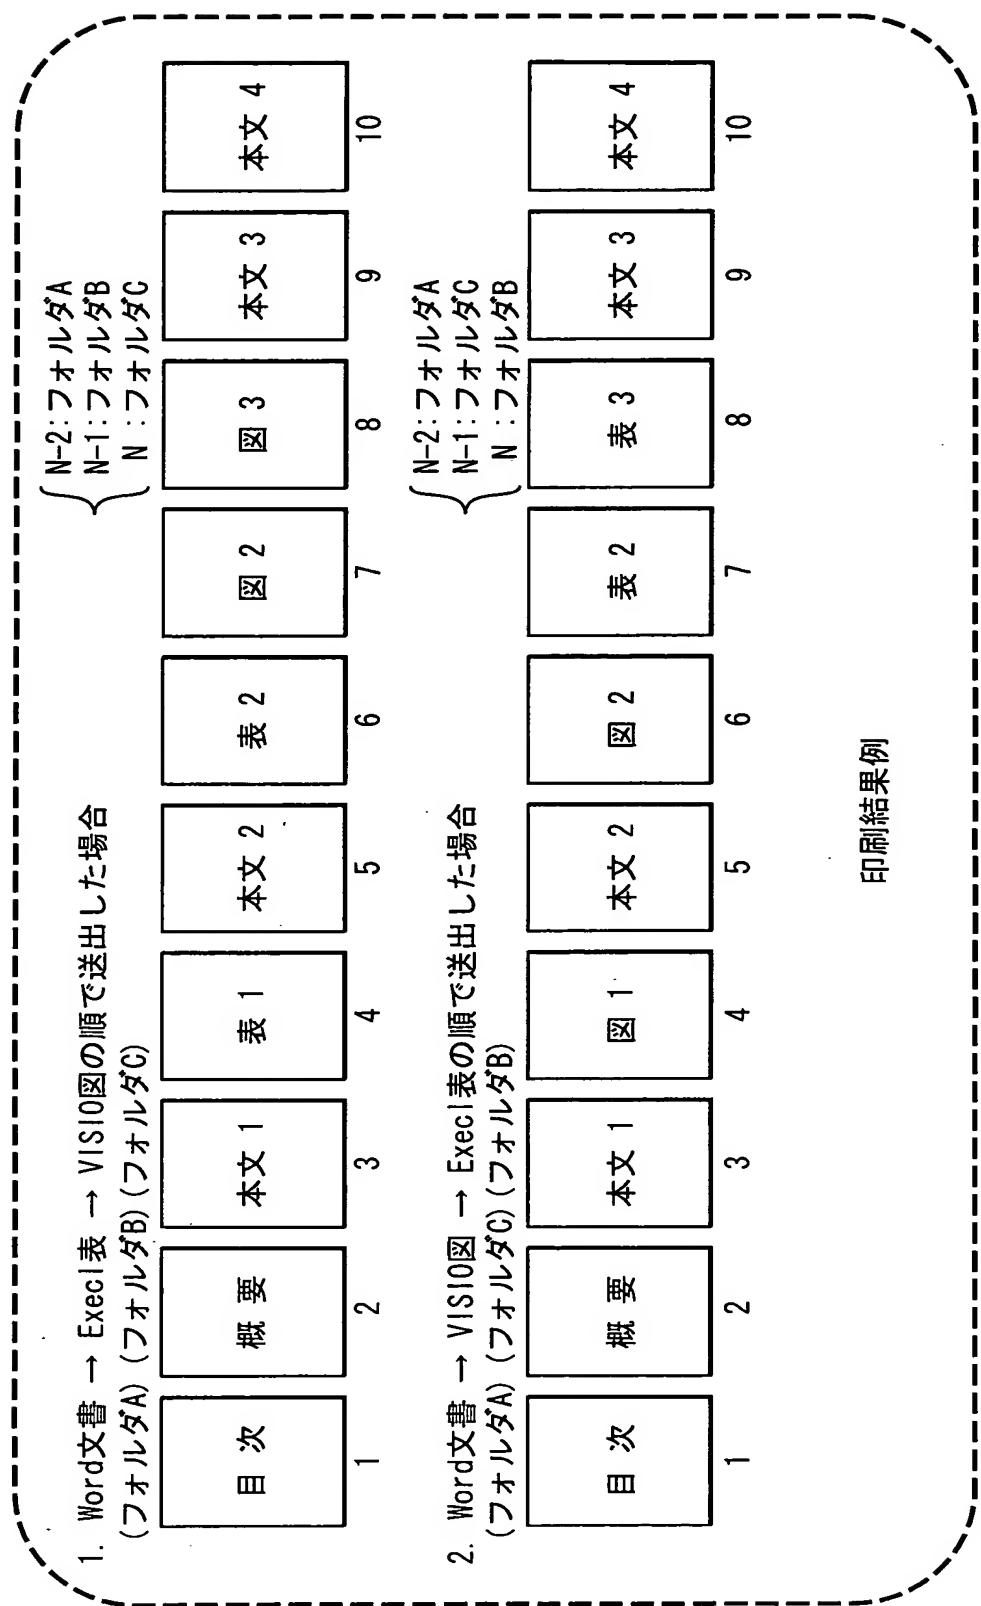 1. Word文書 → Execl表 → VISIO図の順で送出した場合
(フォルダA) (フォルダB) (フォルダC)
N-2:フォルダA
N-1:フォルダB
N :フォルダC
目 次
概 要
本文 1
表 1
本文 2
表 2
図 2
図 3
本文 3
本文 4
1 2 3 4 5 6 7 8 9 10
2. Word文書 → VISIO図 → Execl表の順で送出した場合
(フォルダA) (フォルダC) (フォルダB)
N-2:フォルダA
N-1:フォルダC
N :フォルダB
目 次
概 要
本文 1
図 1
本文 2
図 2
表 2
表 3
本文 3
本文 4
1 2 3 4 5 6 7 8 9 10
印刷結果例